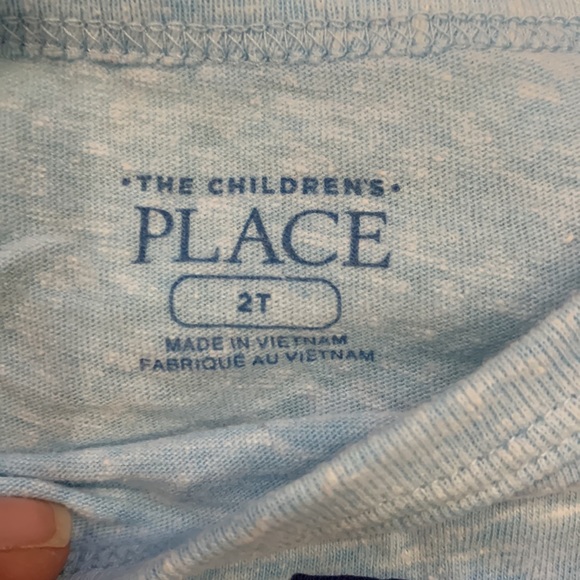 • THE CHILDREN'S •
PLACE
2T
MADE IN VIETNAM
FABRIQUÉ AU VIETNAM